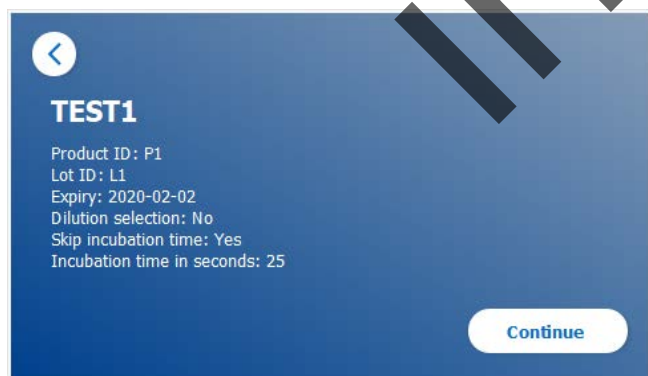 TEST1
Product ID: P1
Lot ID: L1
Expiry: 2020-02-02
Dilution selection: No
Skip incubation time: Yes
Incubation time in seconds: 25
Continue